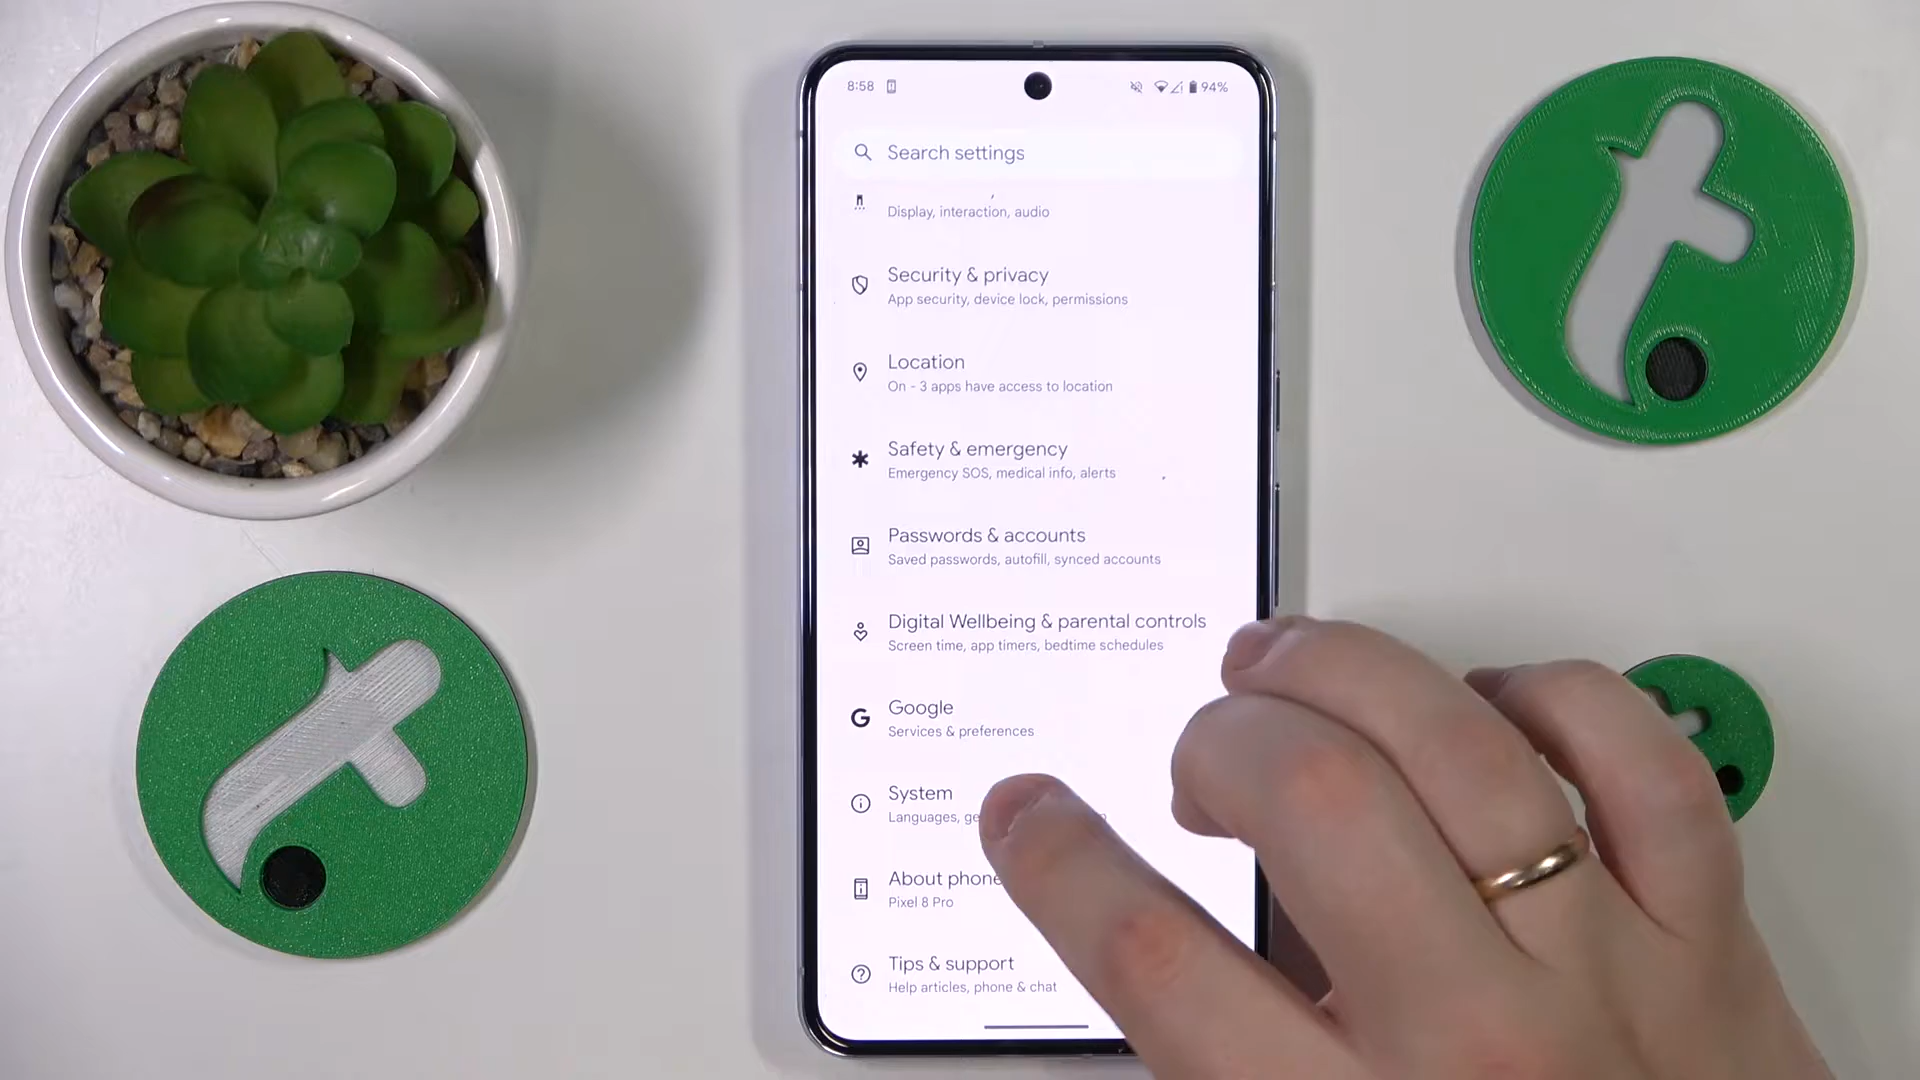 8:58
94%
Search settings
Display, interaction, audio
Security & privacy
App security, device lock, permissions
Location
On - 3 apps have access to location
Safety & emergency
Emergency SOS, medical info, alerts
Passwords & accounts
Saved passwords, autofill, synced accounts
Digital Wellbeing & parental controls
Screen time, app timers, bedtime schedules
G
Google
Services & preferences
System
Languages,
About phone
Pixel 8 Pro
Tips & support
Help articles, phone & chat